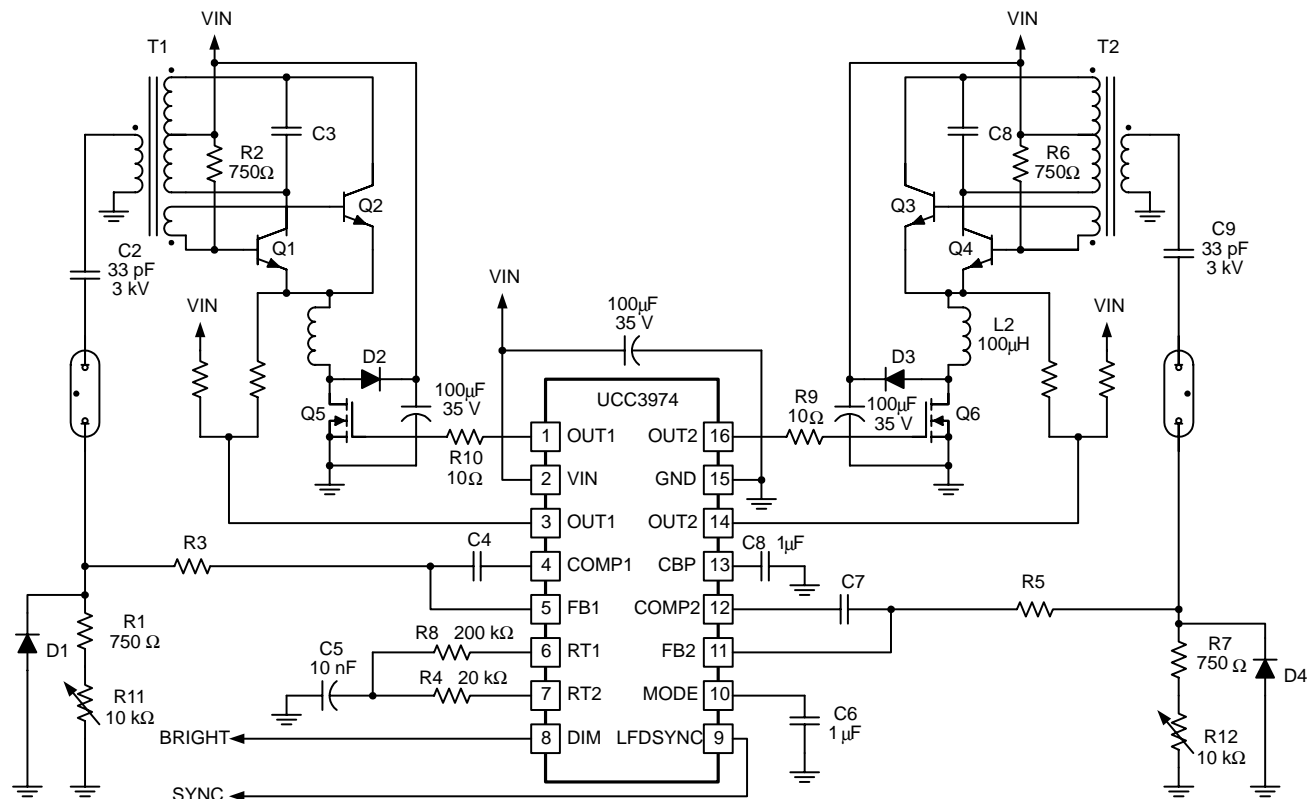 VIN
VIN
T1
T2
C3
C8
R2
750Ω
R6
750Ω
Q2
Q3
Q1
Q4
C2
33 pF
3 kV
C9
33 pF
3 kV
VIN
VIN
VIN
100µF
35 V
L2
100µH
D2
D3
100µF
35 V
100µF
35 V
Q5
Q6
R10
10Ω
R9
10Ω
UCC3974
1 OUT1
OUT2 16
2 VIN
GND 15
3 OUT1
OUT2 14
4 COMP1
CBP 13
5 FB1
COMP2 12
6 RT1
FB2 11
7 RT2
MODE 10
8 DIM
LFDSYNC 9
R3
C4
C8 1µF
C7
R5
R1
750 Ω
D1
R11
10 kΩ
C5
10 nF
R8 200 kΩ
R4 20 kΩ
C6
1 µF
R7
750 Ω
D4
R12
10 kΩ
BRIGHT
SYNC